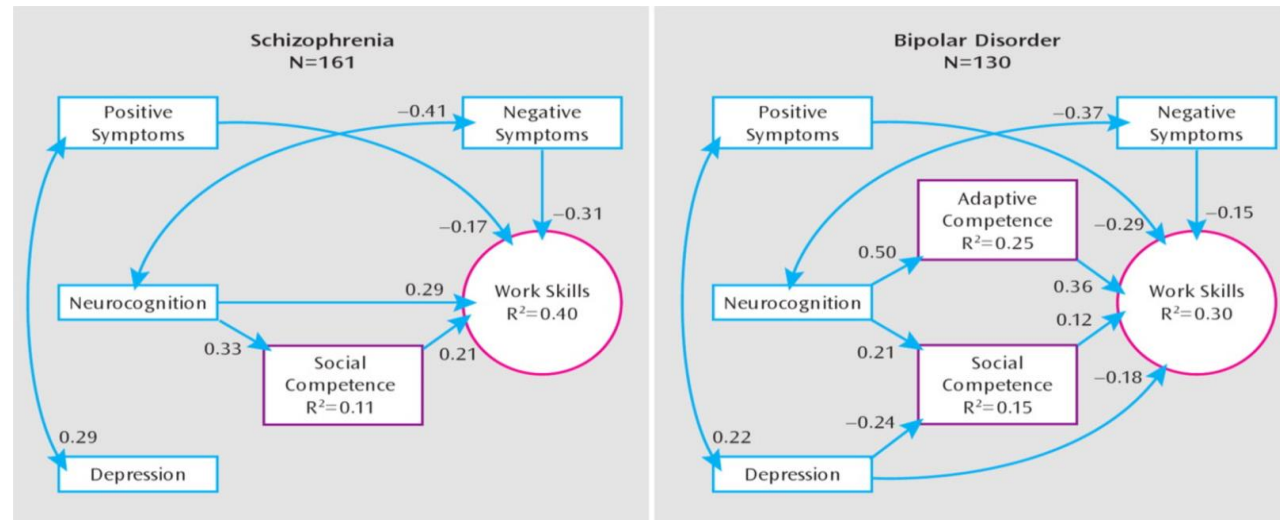 Schizophrenia
N=161
Positive
Symptoms
−0.41
Negative
Symptoms
−0.17
−0.31
Neurocognition
0.29
Work Skills
R²=0.40
0.33
0.21
Social
Competence
R²=0.11
0.29
Depression
Bipolar Disorder
N=130
Positive
Symptoms
−0.37
Negative
Symptoms
Adaptive
Competence
R²=0.25
−0.29
−0.15
0.50
Neurocognition
0.36
Work Skills
R²=0.30
0.12
0.21
Social
Competence
R²=0.15
−0.18
−0.24
0.22
Depression